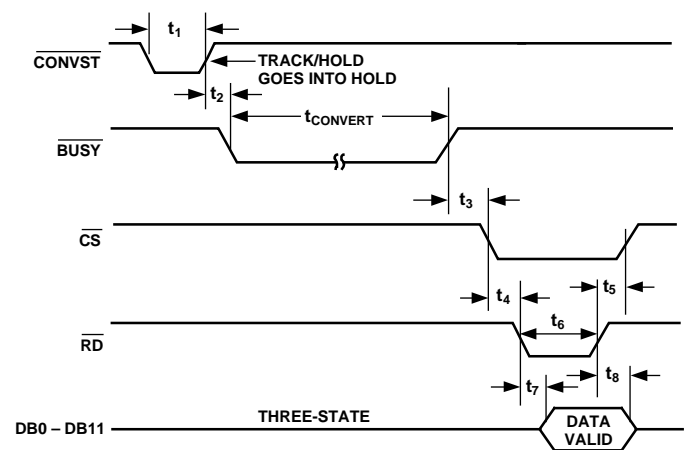 t1
CONVST
TRACK/HOLD
GOES INTO HOLD
t2
tCONVERT
BUSY
t3
CS
t4
t5
t6
RD
t7
t8
THREE-STATE
DB0 – DB11
DATA
VALID